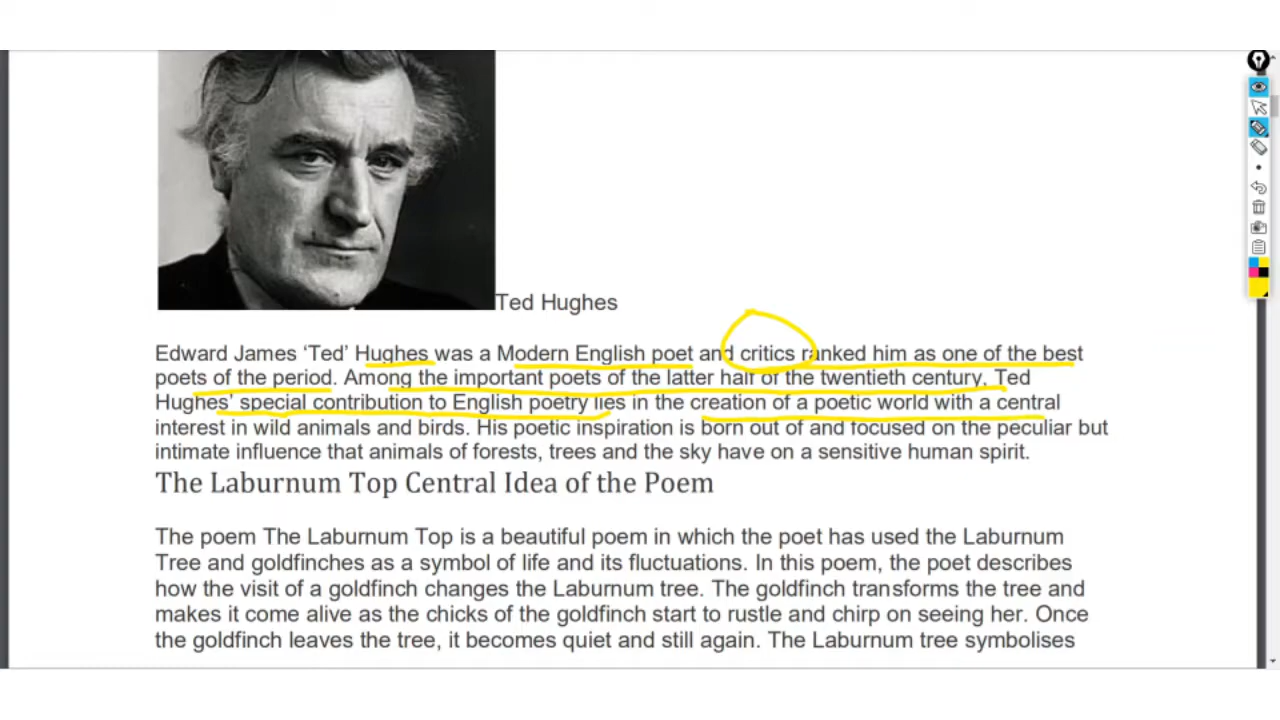 Ted Hughes
Edward James ‘Ted’ Hughes was a Modern English poet and critics ranked him as one of the best
poets of the period. Among the important poets of the latter half of the twentieth century, Ted
Hughes’ special contribution to English poetry lies in the creation of a poetic world with a central
interest in wild animals and birds. His poetic inspiration is born out of and focused on the peculiar but
intimate influence that animals of forests, trees and the sky have on a sensitive human spirit.
The Laburnum Top Central Idea of the Poem
The poem The Laburnum Top is a beautiful poem in which the poet has used the Laburnum
Tree and goldfinches as a symbol of life and its fluctuations. In this poem, the poet describes
how the visit of a goldfinch changes the Laburnum tree. The goldfinch transforms the tree and
makes it come alive as the chicks of the goldfinch start to rustle and chirp on seeing her. Once
the goldfinch leaves the tree, it becomes quiet and still again. The Laburnum tree symbolises